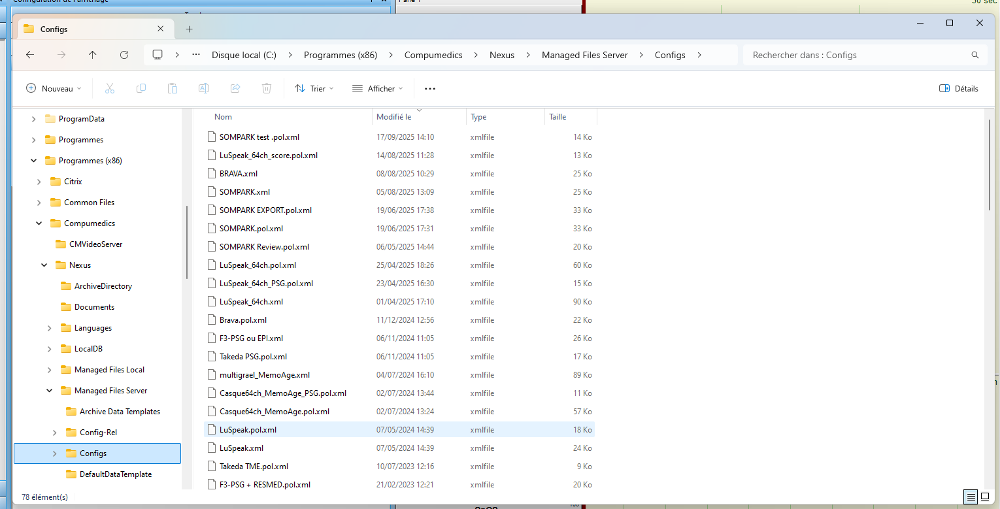 Configuration de l'affichage
30 sec
Configs
Disque local (C:) Programmes (x86) Compumedics Nexus Managed Files Server Configs
Rechercher dans : Configs
Nouveau Trier Afficher Détails
ProgramData
Programmes
Programmes (x86)
Citrix
Common Files
Compumedics
CMVideoServer
Nexus
ArchiveDirectory
Documents
Languages
LocalDB
Managed Files Local
Managed Files Server
Archive Data Templates
Config-Rel
Configs
DefaultDataTemplate
Nom Modifié le Type Taille
SOMPARK test .pol.xml 17/09/2025 14:10 xmlfile 14 Ko
LuSpeak_64ch_score.pol.xml 14/08/2025 11:28 xmlfile 13 Ko
BRAVA.xml 08/08/2025 10:29 xmlfile 25 Ko
SOMPARK.xml 05/08/2025 13:09 xmlfile 25 Ko
SOMPARK EXPORT.pol.xml 19/06/2025 17:38 xmlfile 33 Ko
SOMPARK.pol.xml 19/06/2025 17:31 xmlfile 33 Ko
SOMPARK Review.pol.xml 06/05/2025 14:44 xmlfile 20 Ko
LuSpeak_64ch.pol.xml 25/04/2025 18:26 xmlfile 60 Ko
LuSpeak_64ch_PSG.pol.xml 23/04/2025 16:30 xmlfile 15 Ko
LuSpeak_64ch.xml 01/04/2025 17:10 xmlfile 90 Ko
Brava.pol.xml 11/12/2024 12:56 xmlfile 22 Ko
F3-PSG ou EPI.xml 06/11/2024 11:05 xmlfile 26 Ko
Takeda PSG.pol.xml 06/11/2024 11:05 xmlfile 17 Ko
multigrael_MemoAge.xml 04/07/2024 16:10 xmlfile 89 Ko
Casque64ch_MemoAge_PSG.pol.xml 02/07/2024 13:44 xmlfile 11 Ko
Casque64ch_MemoAge.pol.xml 02/07/2024 13:24 xmlfile 57 Ko
LuSpeak.pol.xml 07/05/2024 14:39 xmlfile 18 Ko
LuSpeak.xml 07/05/2024 14:39 xmlfile 24 Ko
Takeda TME.pol.xml 10/07/2023 12:16 xmlfile 9 Ko
F3-PSG + RESMED.pol.xml 21/02/2023 12:21 xmlfile 20 Ko
78 élément(s)